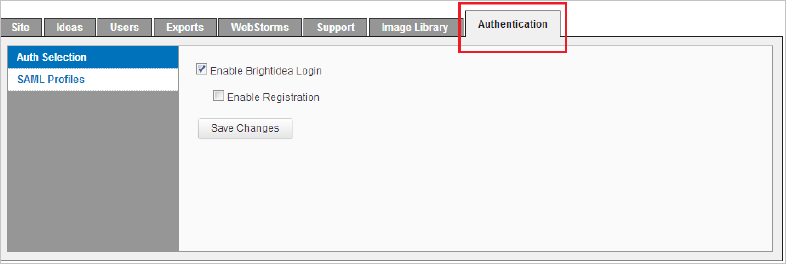 Site Ideas Users Exports WebStorms Support Image Library Authentication
Auth Selection
SAML Profiles
Enable Brightidea Login
Enable Registration
Save Changes